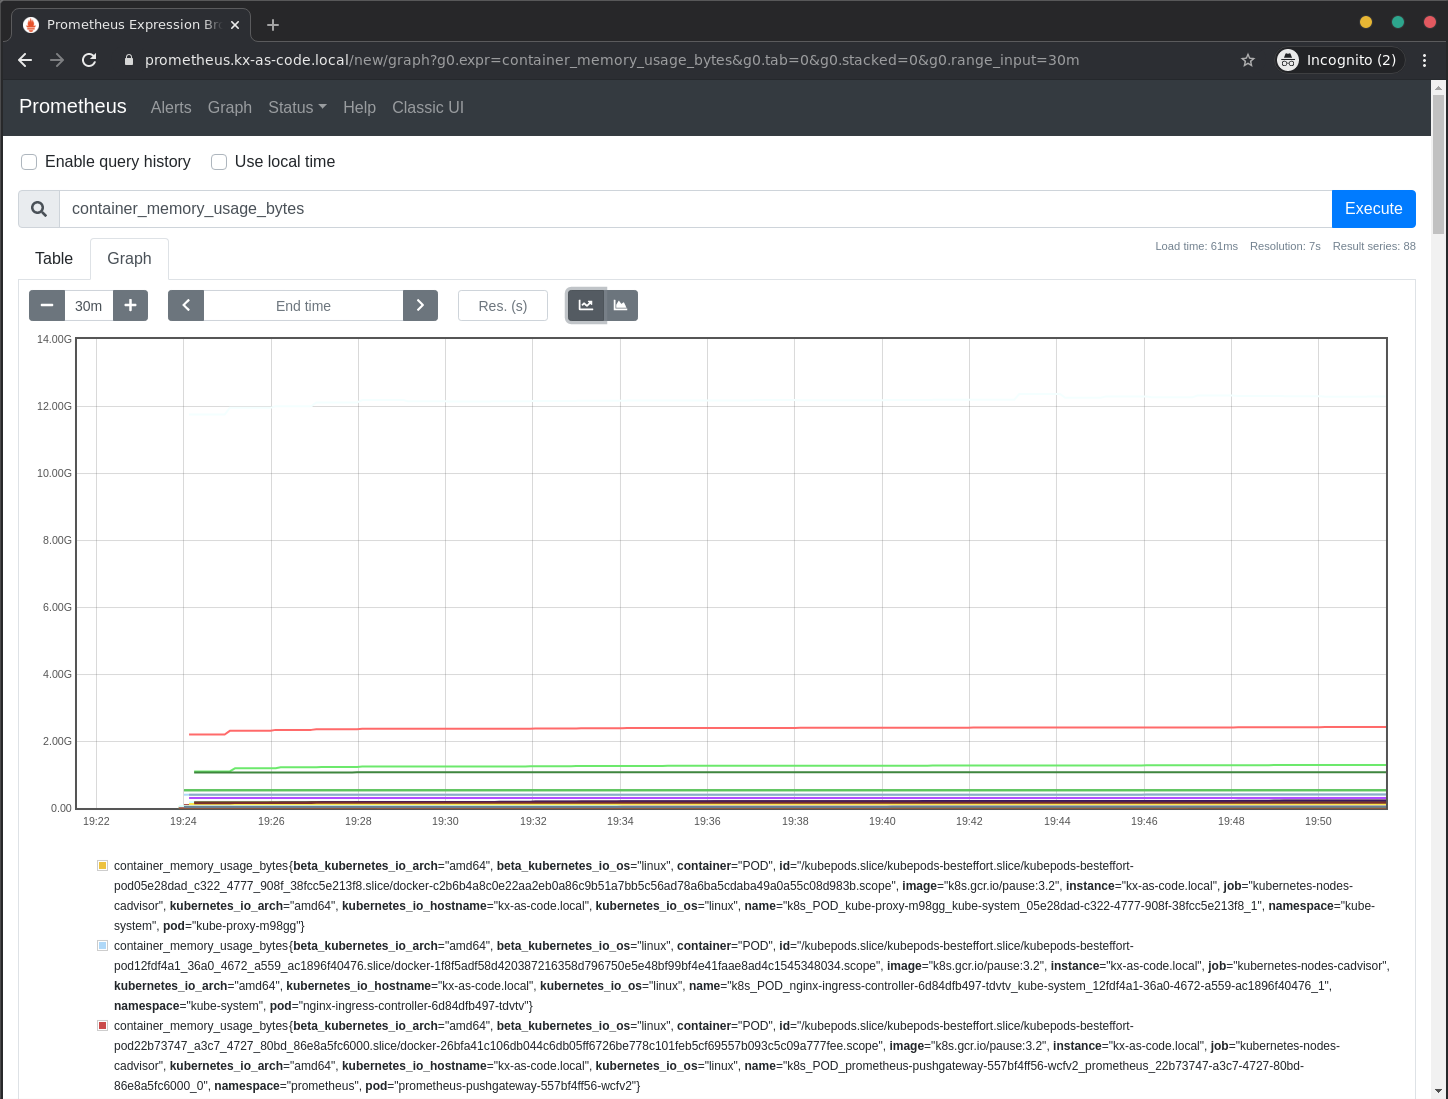 Prometheus Expression Bro
prometheus.kx-as-code.local/new/graph?g0.expr=container_memory_usage_bytes&g0.tab=0&g0.stacked=0&g0.range_input=30m
Incognito (2)
Prometheus Alerts Graph Status Help Classic UI
Enable query history Use local time
container_memory_usage_bytes Execute
Table Graph
Load time: 61ms Resolution: 7s Result series: 88
30m End time Res. (s)
14.00G
12.00G
10.00G
8.00G
6.00G
4.00G
2.00G
0.00
19:22 19:24 19:26 19:28 19:30 19:32 19:34 19:36 19:38 19:40 19:42 19:44 19:46 19:48 19:50
container_memory_usage_bytes{beta_kubernetes_io_arch="amd64", beta_kubernetes_io_os="linux", container="POD", id="/kubepods.slice/kubepods-besteffort.slice/kubepods-besteffort-
pod05e28dad_c322_4777_908f_38fcc5e213f8.slice/docker-c2b6b4a8c0e22aa2eb0a86c9b51a7bb5c56ad78a6ba5cdaba49a0a55c08d983b.scope", image="k8s.gcr.io/pause:3.2", instance="kx-as-code.local", job="kubernetes-nodes-
cadvisor", kubernetes_io_arch="amd64", kubernetes_io_hostname="kx-as-code.local", kubernetes_io_os="linux", name="k8s_POD_kube-proxy-m98gg_kube-system_05e28dad-c322-4777-908f-38fcc5e213f8_1", namespace="kube-
system", pod="kube-proxy-m98gg"}
container_memory_usage_bytes{beta_kubernetes_io_arch="amd64", beta_kubernetes_io_os="linux", container="POD", id="/kubepods.slice/kubepods-besteffort.slice/kubepods-besteffort-
pod12fdf4a1_36a0_4672_a559_ac1896f40476.slice/docker-1f8f5adf58d420387216358d796750e5e48bf99bf4e41faae8ad4c1545348034.scope", image="k8s.gcr.io/pause:3.2", instance="kx-as-code.local", job="kubernetes-nodes-cadvisor",
kubernetes_io_arch="amd64", kubernetes_io_hostname="kx-as-code.local", kubernetes_io_os="linux", name="k8s_POD_nginx-ingress-controller-6d84dfb497-tdvtv_kube-system_12fdf4a1-36a0-4672-a559-ac1896f40476_1",
namespace="kube-system", pod="nginx-ingress-controller-6d84dfb497-tdvtv"}
container_memory_usage_bytes{beta_kubernetes_io_arch="amd64", beta_kubernetes_io_os="linux", container="POD", id="/kubepods.slice/kubepods-besteffort.slice/kubepods-besteffort-
pod22b73747_a3c7_4727_80bd_86e8a5fc6000.slice/docker-26bfa41c106db044c6db05ff6726be778c101feb5cf69557b093c5c09a777fee.scope", image="k8s.gcr.io/pause:3.2", instance="kx-as-code.local", job="kubernetes-nodes-
cadvisor", kubernetes_io_arch="amd64", kubernetes_io_hostname="kx-as-code.local", kubernetes_io_os="linux", name="k8s_POD_prometheus-pushgateway-557bf4ff56-wcfv2_prometheus_22b73747-a3c7-4727-80bd-
86e8a5fc6000_0", namespace="prometheus", pod="prometheus-pushgateway-557bf4ff56-wcfv2"}